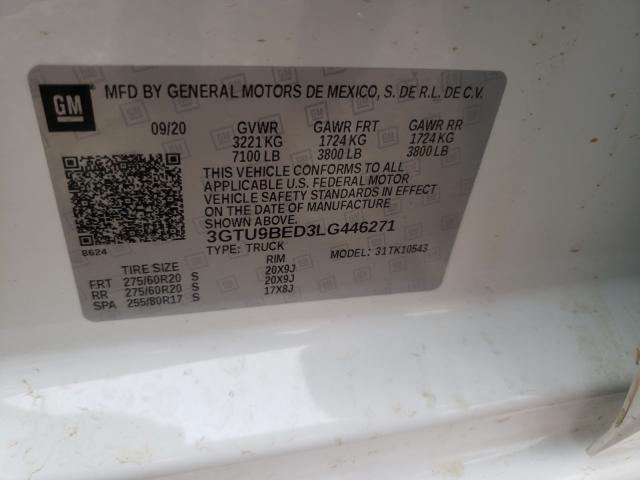 GM
MFD BY GENERAL MOTORS DE MEXICO, S. DE R.L. DE C.V.
09/20 GVWR GAWR FRT GAWR RR
3221 KG 1724 KG 1724 KG
7100 LB 3800 LB 3800 LB
THIS VEHICLE CONFORMS TO ALL
APPLICABLE U.S. FEDERAL MOTOR
VEHICLE SAFETY STANDARDS IN EFFECT
ON THE DATE OF MANUFACTURE SHOWN ABOVE.
8624 3GTU9BED3LG446271
TYPE: TRUCK MODEL: 31TK10543
TIRE SIZE RIM
FRT 275/60R20 S 20X9J
RR 275/60R20 S 20X9J
SPA 255/80R17 S 17X8J